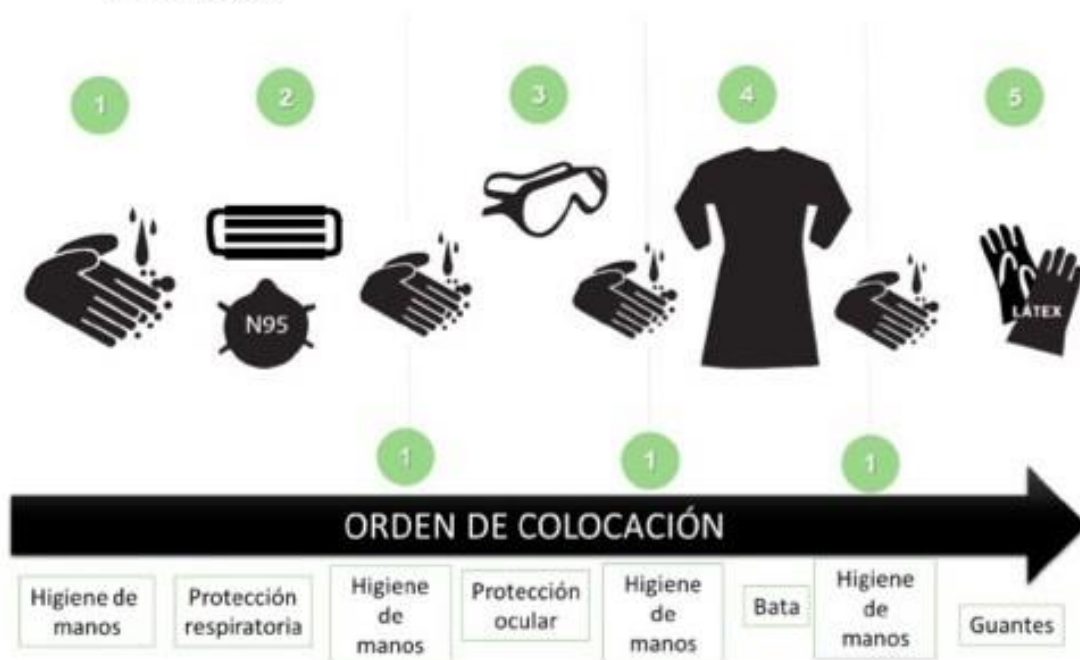 1
2
3
4
5
N95
LATEX
1
1
1
ORDEN DE COLOCACIÓN
Higiene de
manos
Protección
respiratoria
Higiene
de
manos
Protección
ocular
Higiene
de
manos
Bata
Higiene
de
manos
Guantes